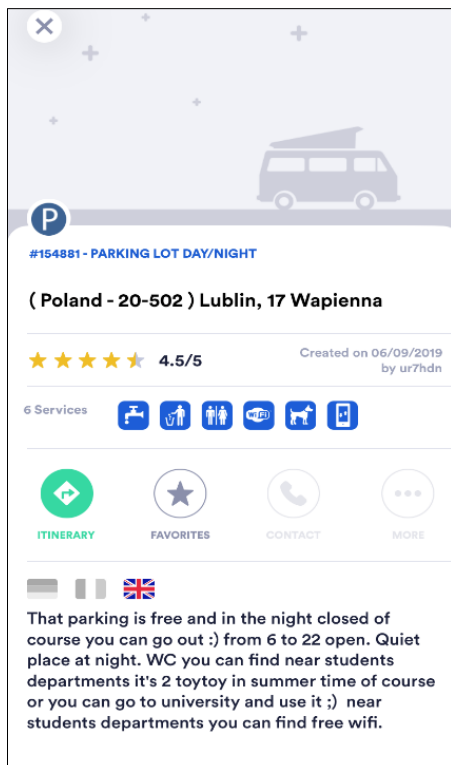 P
#154881 - PARKING LOT DAY/NIGHT
( Poland - 20-502 ) Lublin, 17 Wapienna
4.5/5
Created on 06/09/2019
by ur7hdn
6 Services
WiFi
ITINERARY
FAVORITES
CONTACT
MORE
That parking is free and in the night closed of
course you can go out :) from 6 to 22 open. Quiet
place at night. WC you can find near students
departments it's 2 toytoy in summer time of course
or you can go to university and use it ;)  near
students departments you can find free wifi.